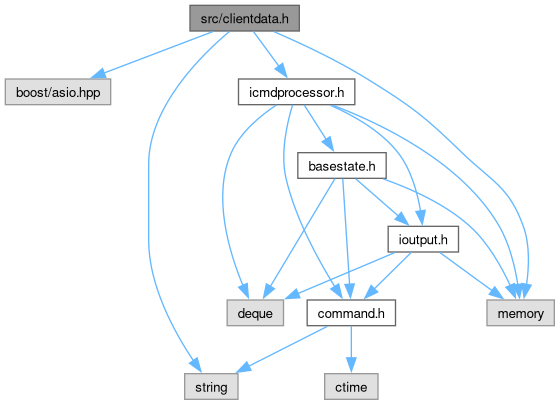 src/clientdata.h
boost/asio.hpp
icmdprocessor.h
basestate.h
ioutput.h
deque
command.h
memory
string
ctime